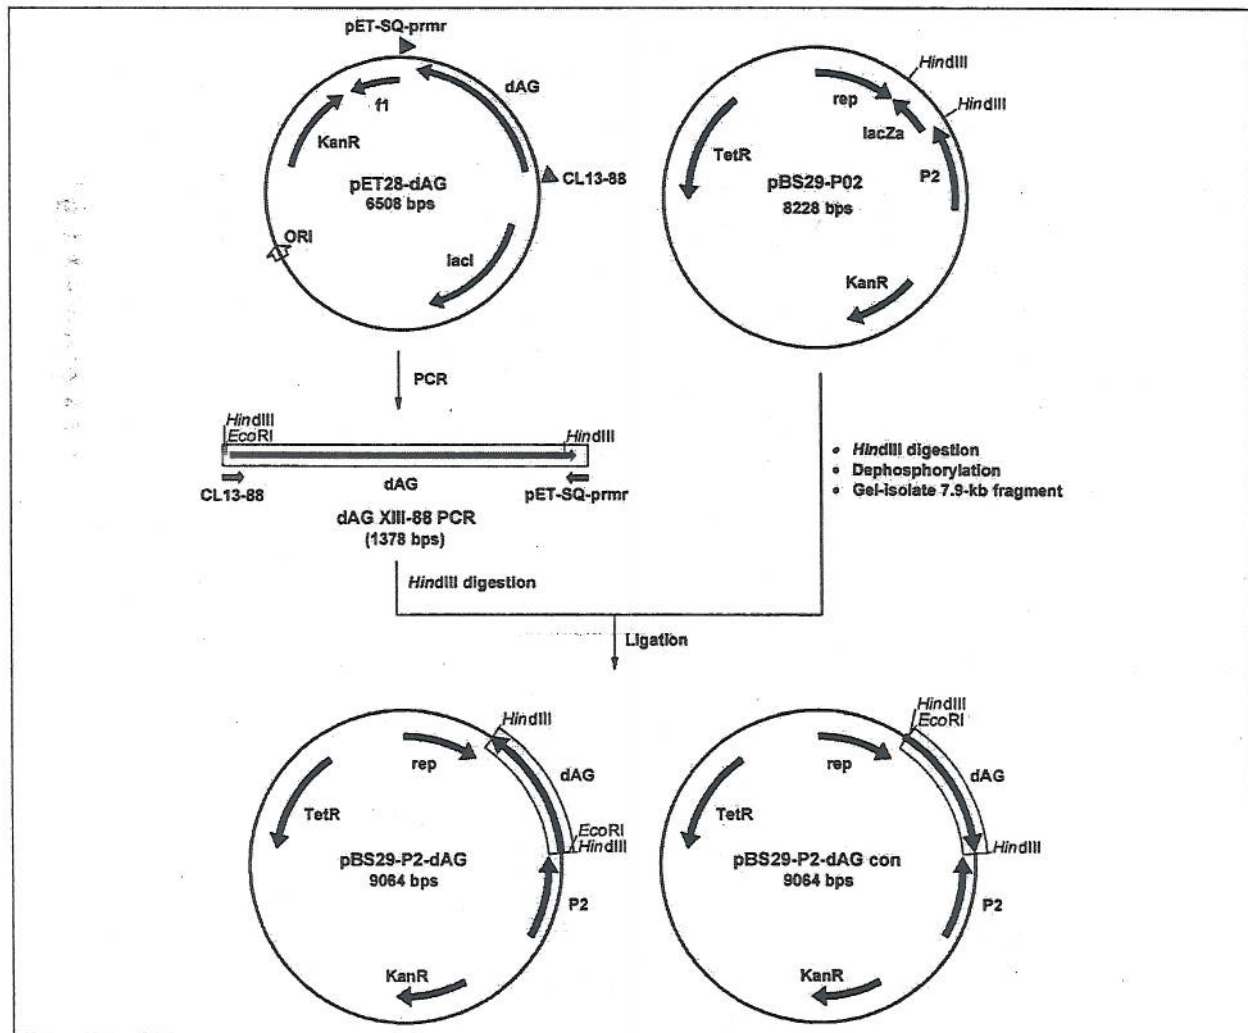 pET-SQ-prmr
f1
dAG
KanR
CL13-88
pET28-dAG
6508 bps
ORI
lacI
HindIII
HindIII
rep
lacZa
TetR
P2
pBS29-P02
8228 bps
KanR
PCR
HindIII
EcoRI
HindIII
CL13-88
dAG
pET-SQ-prmr
dAG XIII-88 PCR
(1378 bps)
HindIII digestion
• HindIII digestion
• Dephosphorylation
• Gel-isolate 7.9-kb fragment
Ligation
HindIII
rep
dAG
TetR
EcoRI
HindIII
pBS29-P2-dAG
9064 bps
P2
KanR
HindIII
EcoRI
rep
dAG
TetR
HindIII
pBS29-P2-dAG con
9064 bps
P2
KanR